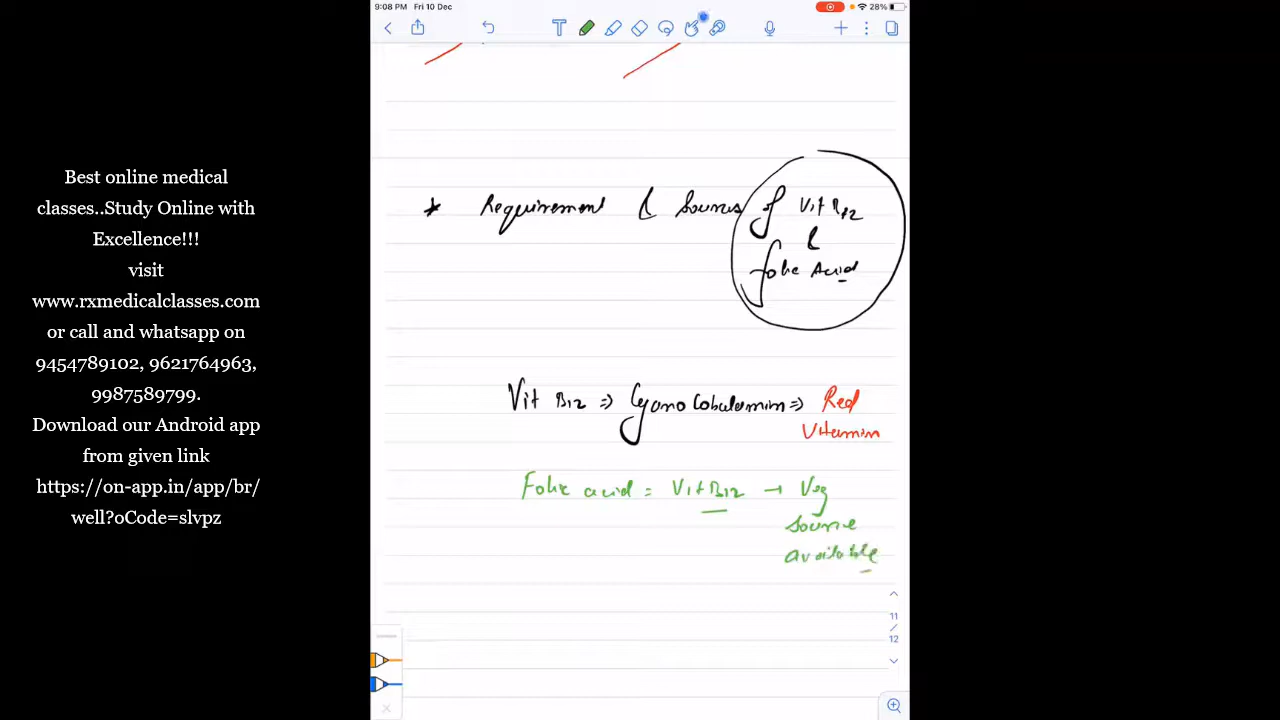 9:08 PM Fri 10 Dec
28%
Best online medical
classes..Study Online with
Excellence!!!
visit
www.rxmedicalclasses.com
or call and whatsapp on
9454789102, 9621764963,
9987589799.
Download our Android app
from given link
https://on-app.in/app/br/
well?oCode=slvpz
* Requirement & Sources of Vit B12
&
folic Acid
Vit B12 ⇒ Cyano Cobalamin ⇒ Red
Vitamin
Folic acid = Vit B12 → Veg
source
available
11
/
12